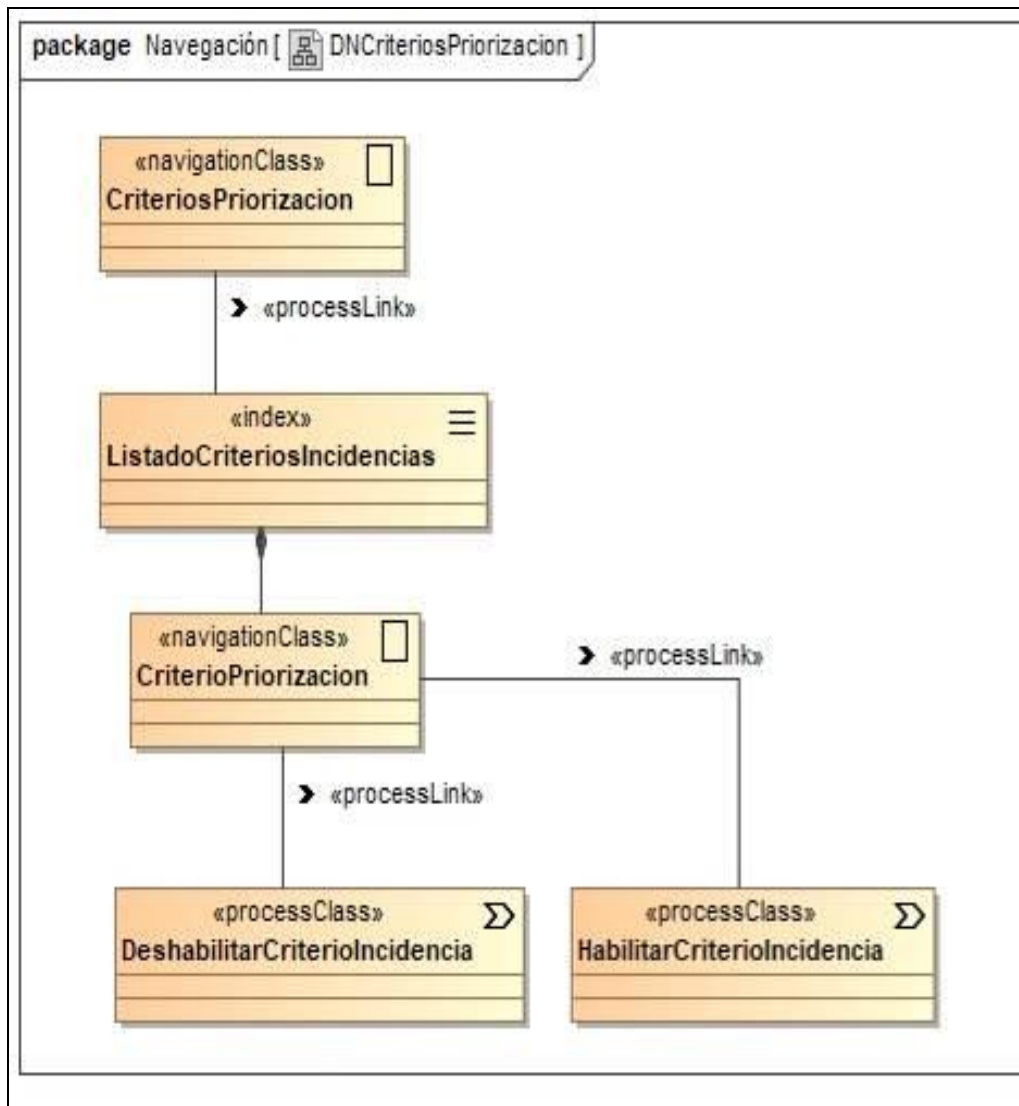 package Navegación [ DNCriteriosPriorizacion ]
«navigationClass»
CriteriosPriorizacion
«processLink»
«index»
ListadoCriteriosIncidencias
«navigationClass»
CriterioPriorizacion
«processLink»
«processLink»
«processClass»
DeshabilitarCriterioIncidencia
«processClass»
HabilitarCriterioIncidencia